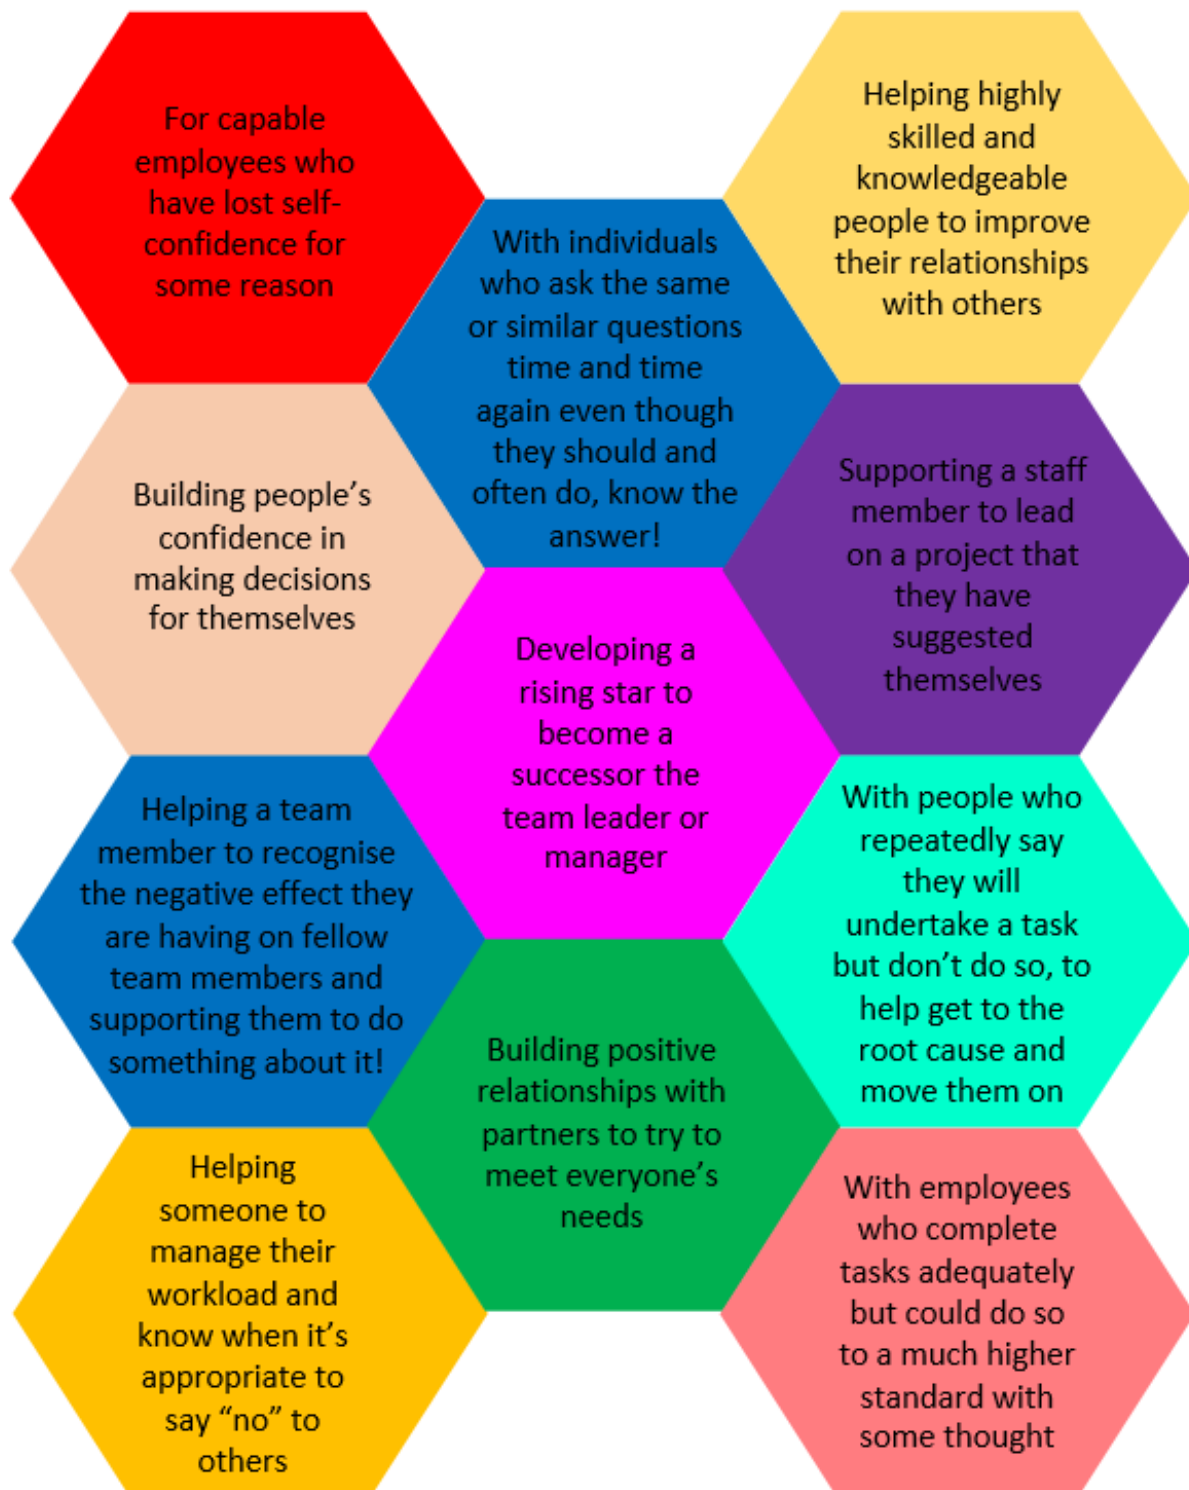 For capable
employees who
have lost self-
confidence for
some reason
Helping highly
skilled and
knowledgeable
people to improve
their relationships
with others
With individuals
who ask the same
or similar questions
time and time
again even though
they should and
often do, know the
answer!
Building people’s
confidence in
making decisions
for themselves
Supporting a staff
member to lead
on a project that
they have
suggested
themselves
Developing a
rising star to
become a
successor the
team leader or
manager
Helping a team
member to recognise
the negative effect they
are having on fellow
team members and
supporting them to do
something about it!
With people who
repeatedly say
they will
undertake a task
but don’t do so, to
help get to the
root cause and
move them on
Building positive
relationships with
partners to try to
meet everyone’s
needs
Helping
someone to
manage their
workload and
know when it’s
appropriate to
say “no” to
others
With employees
who complete
tasks adequately
but could do so
to a much higher
standard with
some thought